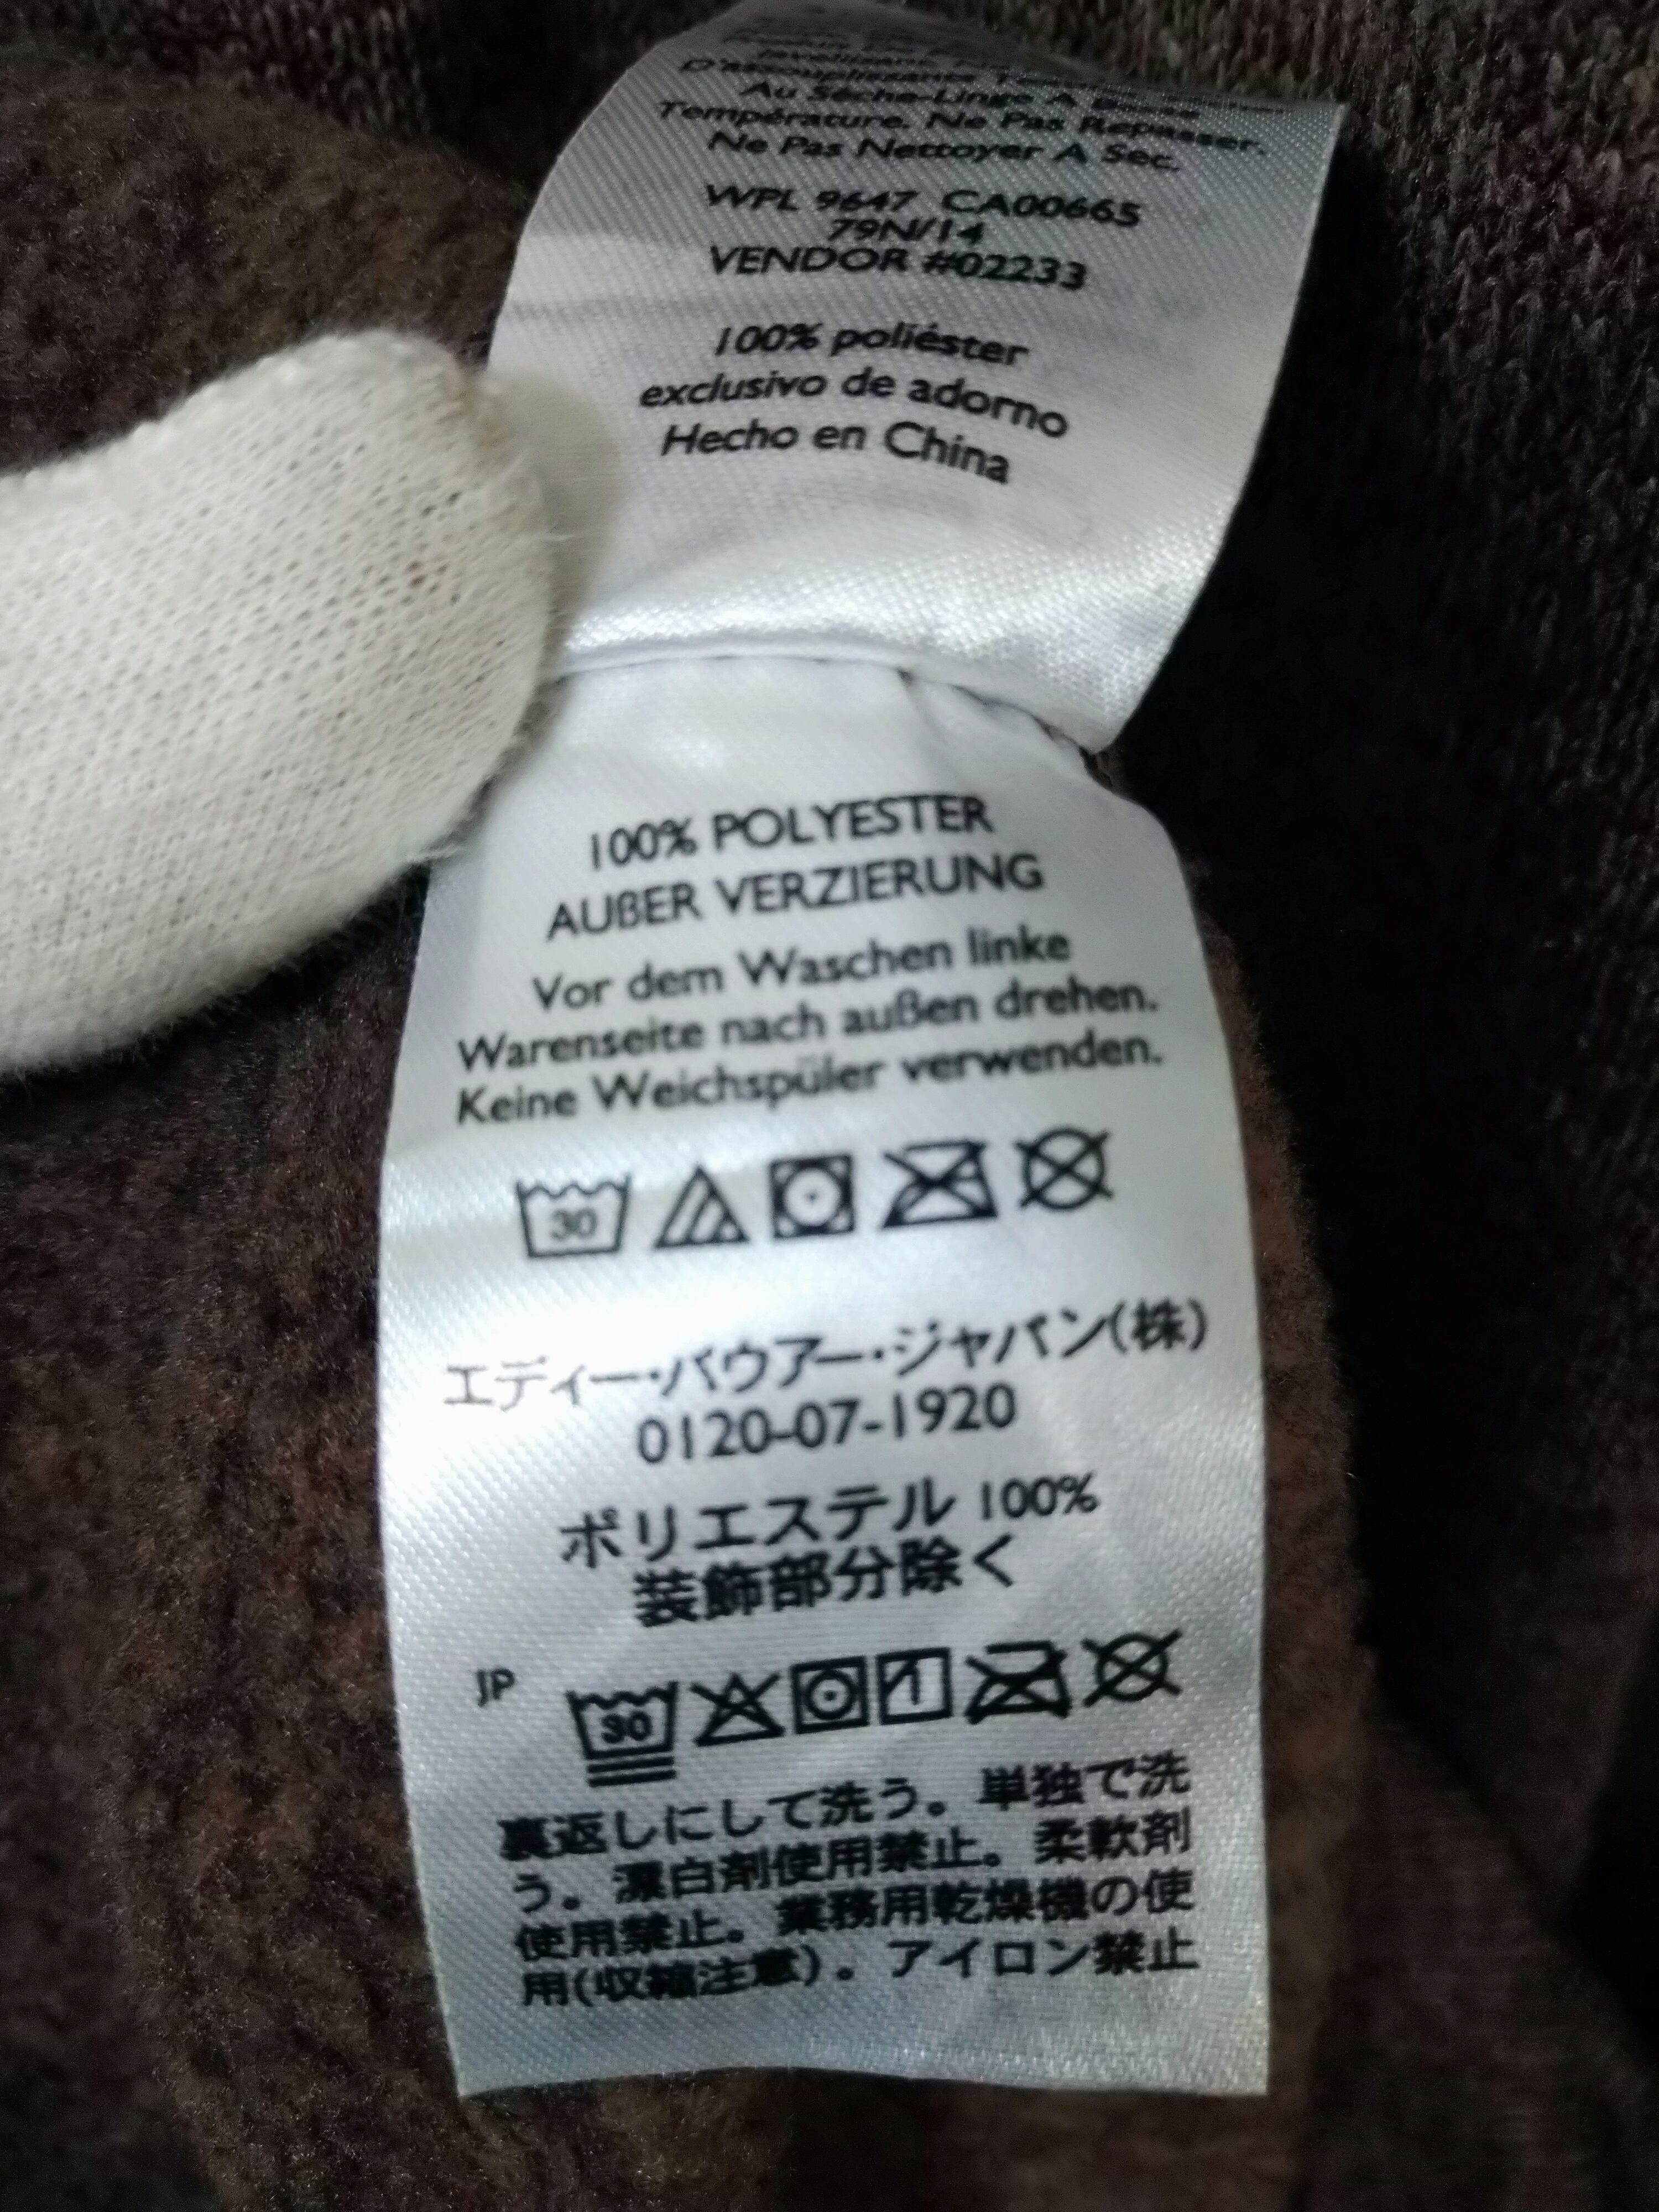 D'assouplissante
Au Sèche-Linge A Basse
Température. Ne Pas Repasser.
Ne Pas Nettoyer A Sec.
WPL 9647 CA00665
79N/14
VENDOR #02233
100% poliéster
exclusivo de adorno
Hecho en China
100% POLYESTER
AUßER VERZIERUNG
Vor dem Waschen linke
Warenseite nach außen drehen.
Keine Weichspüler verwenden.
30
エディー・バウアー・ジャパン(株)
0120-07-1920
ポリエステル 100%
装飾部分除く
JP
30
裏返しにして洗う。単独で洗
う。漂白剤使用禁止。柔軟剤
使用禁止。業務用乾燥機の使
用(収縮注意)。アイロン禁止